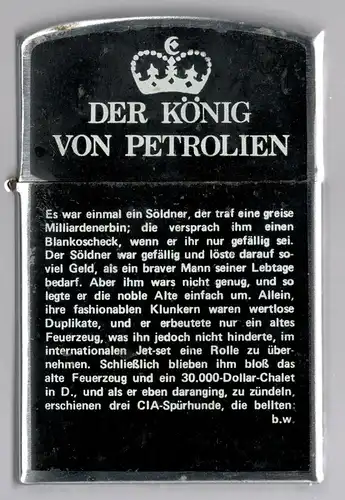 DER KÖNIG
VON PETROLIEN
Es war einmal ein Söldner, der traf eine greise
Milliardenerbin; die versprach ihm einen
Blankoscheck, wenn er ihr nur gefällig sei.
Der Söldner war gefällig und löste darauf so-
viel Geld, als ein braver Mann seiner Lebtage
bedarf. Aber ihm wars nicht genug, und so
legte er die noble Alte einfach um. Allein,
ihre fashionablen Klunkern waren wertlose
Duplikate, und er erbeutete nur ein altes
Feuerzeug, was ihn jedoch nicht hinderte, im
internationalen Jet-set eine Rolle zu über-
nehmen. Schließlich blieben ihm bloß das
alte Feuerzeug und ein 30.000-Dollar-Chalet
in D., und als er eben daranging, zu zündeln,
erschienen drei CIA-Spürhunde, die bellten:
b.w.